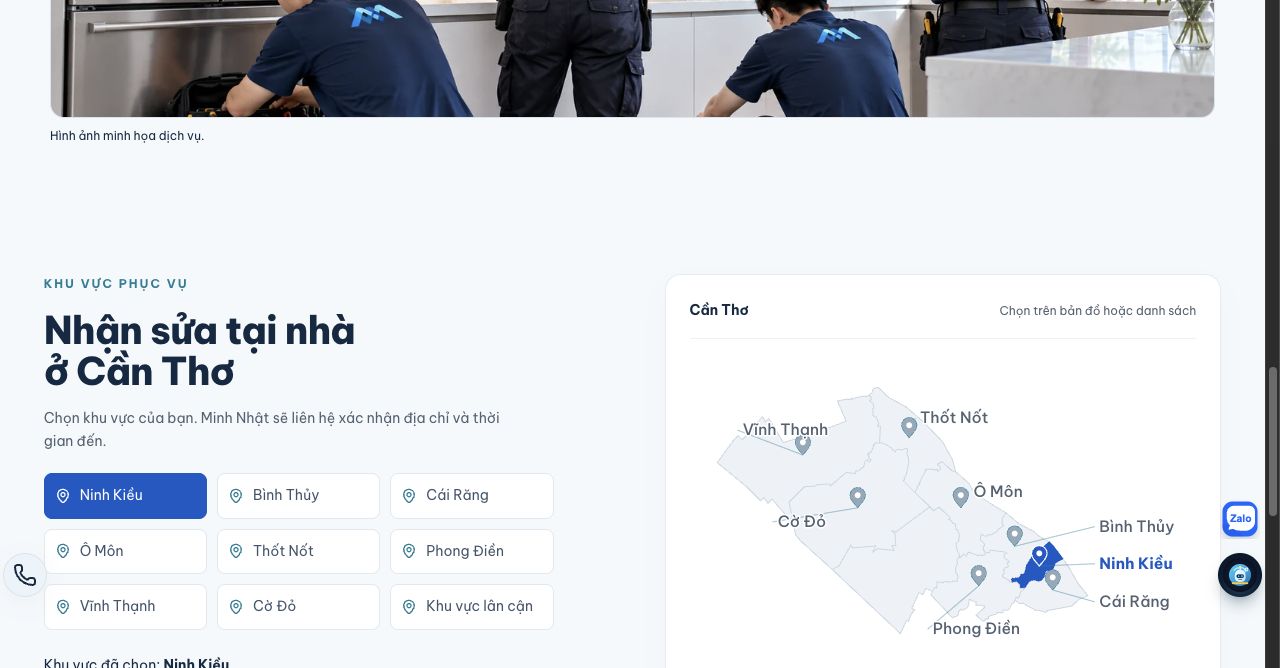 Hình ảnh minh họa dịch vụ.
KHU VỰC PHỤC VỤ
Nhận sửa tại nhà
ở Cần Thơ
Chọn khu vực của bạn. Minh Nhật sẽ liên hệ xác nhận địa chỉ và thời
gian đến.
Ninh Kiều
Bình Thủy
Cái Răng
Ô Môn
Thốt Nốt
Phong Điền
Vĩnh Thạnh
Cờ Đỏ
Khu vực lân cận
Khu vực đã chọn: Ninh Kiều
Cần Thơ
Chọn trên bản đồ hoặc danh sách
Thốt Nốt
Vĩnh Thạnh
Ô Môn
Cờ Đỏ
Bình Thủy
Ninh Kiều
Cái Răng
Phong Điền
Zalo